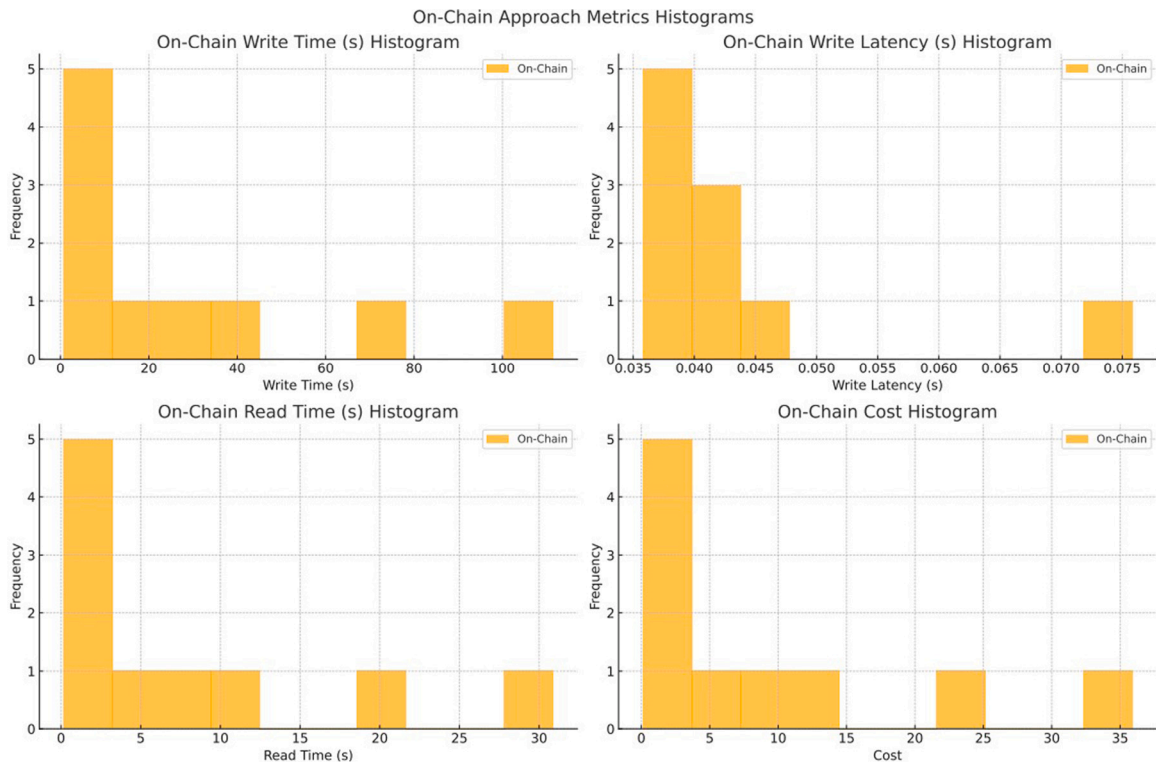 On-Chain Approach Metrics Histograms
On-Chain Write Time (s) Histogram
On-Chain
5
4
3
2
1
0
Frequency
0 20 40 60 80 100
Write Time (s)
On-Chain Write Latency (s) Histogram
On-Chain
5
4
3
2
1
0
Frequency
0.035 0.040 0.045 0.050 0.055 0.060 0.065 0.070 0.075
Write Latency (s)
On-Chain Read Time (s) Histogram
On-Chain
5
4
3
2
1
0
Frequency
0 5 10 15 20 25 30
Read Time (s)
On-Chain Cost Histogram
On-Chain
5
4
3
2
1
0
Frequency
0 5 10 15 20 25 30 35
Cost